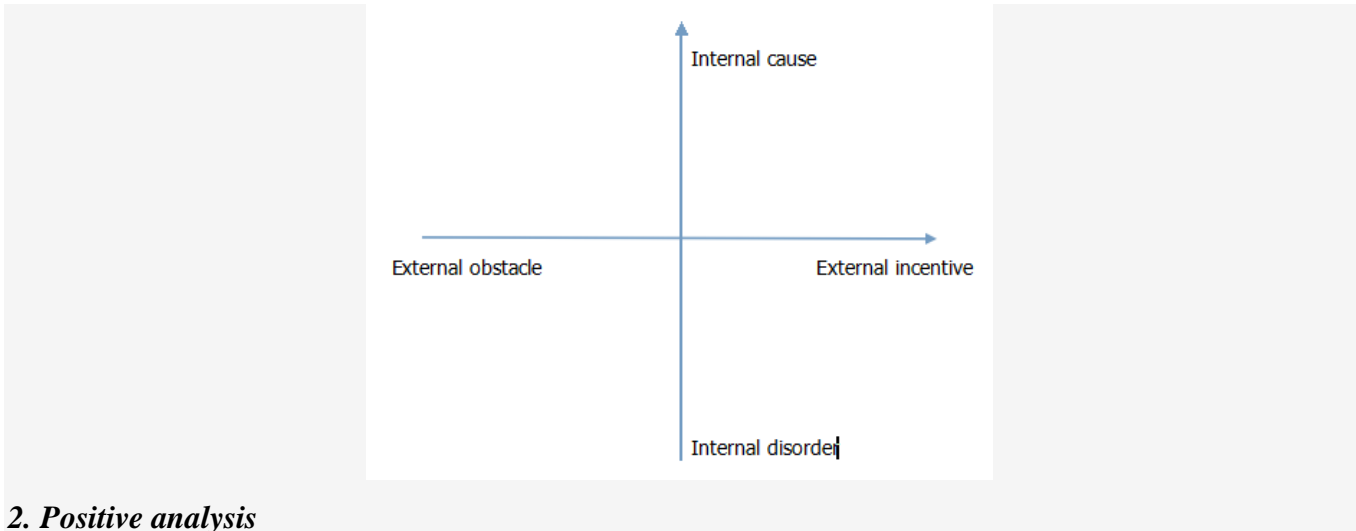 Internal cause
External obstacle External incentive
Internal disorder
2. Positive analysis